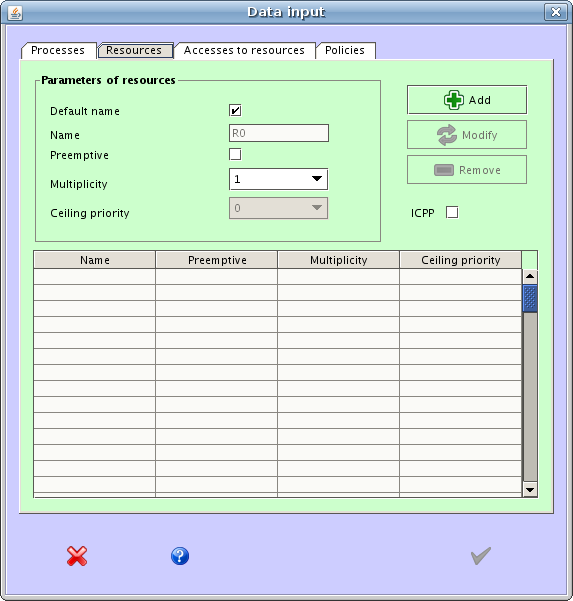 Data input
Processes Resources Accesses to resources Policies
Parameters of resources
Default name
Name R0
Preemptive
Multiplicity 1
Ceiling priority 0
Add
Modify
Remove
ICPP
Name Preemptive Multiplicity Ceiling priority
?